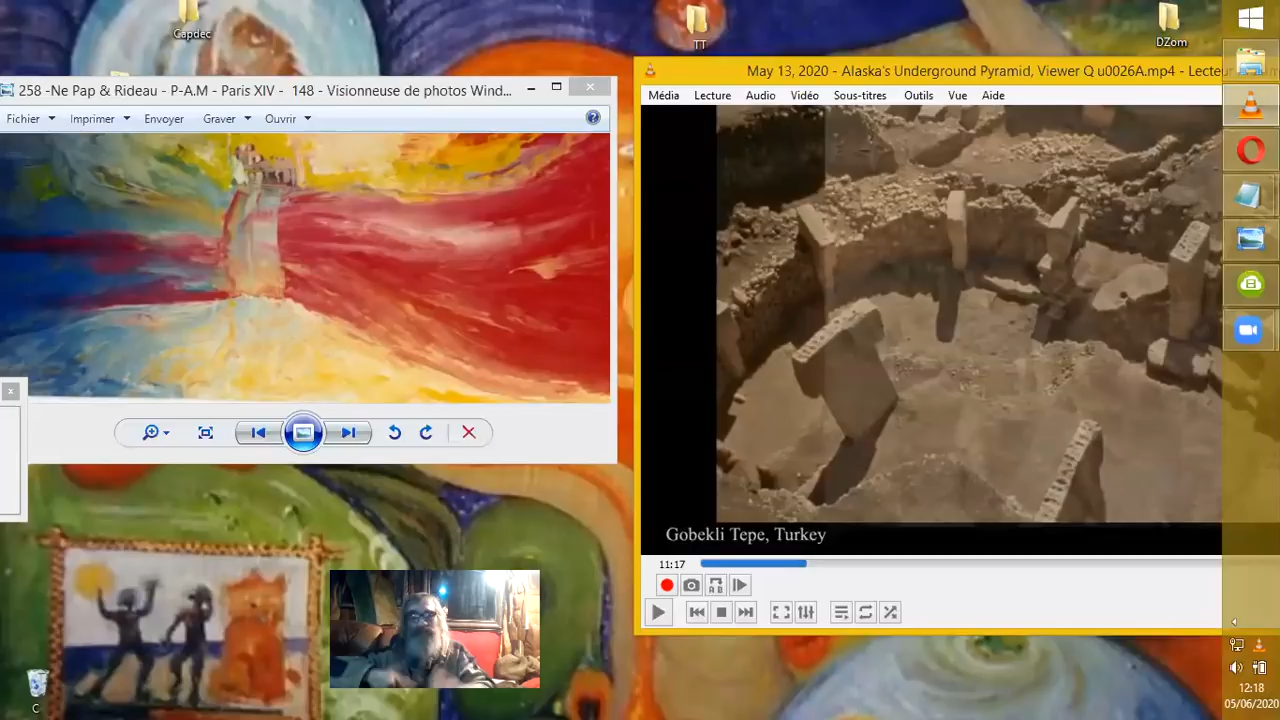 Capdec
TT
DZom
258 -Ne Pap & Rideau - P-A.M - Paris XIV -  148 - Visionneuse de photos Wind...
Fichier Imprimer Envoyer Graver Ouvrir
May 13, 2020 - Alaska's Underground Pyramid, Viewer Q u0026A.mp4 - Lecteu
Média Lecture Audio Vidéo Sous-titres Outils Vue Aide
Gobekli Tepe, Turkey
11:17
C
12:18
05/06/2020